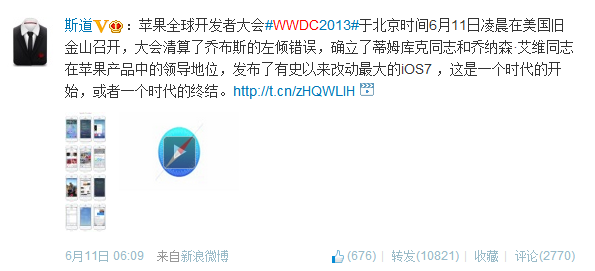 斯道V：苹果全球开发者大会#WWDC2013#于北京时间6月11日凌晨在美国旧
金山召开，大会清算了乔布斯的左倾错误，确立了蒂姆库克同志和乔纳森·艾维同志
在苹果产品中的领导地位，发布了有史以来改动最大的iOS7 ，这是一个时代的开
始，或者一个时代的终结。http://t.cn/zHQWLlH
6月11日 06:09 来自新浪微博 (676) | 转发(10821) | 收藏 | 评论(2770)